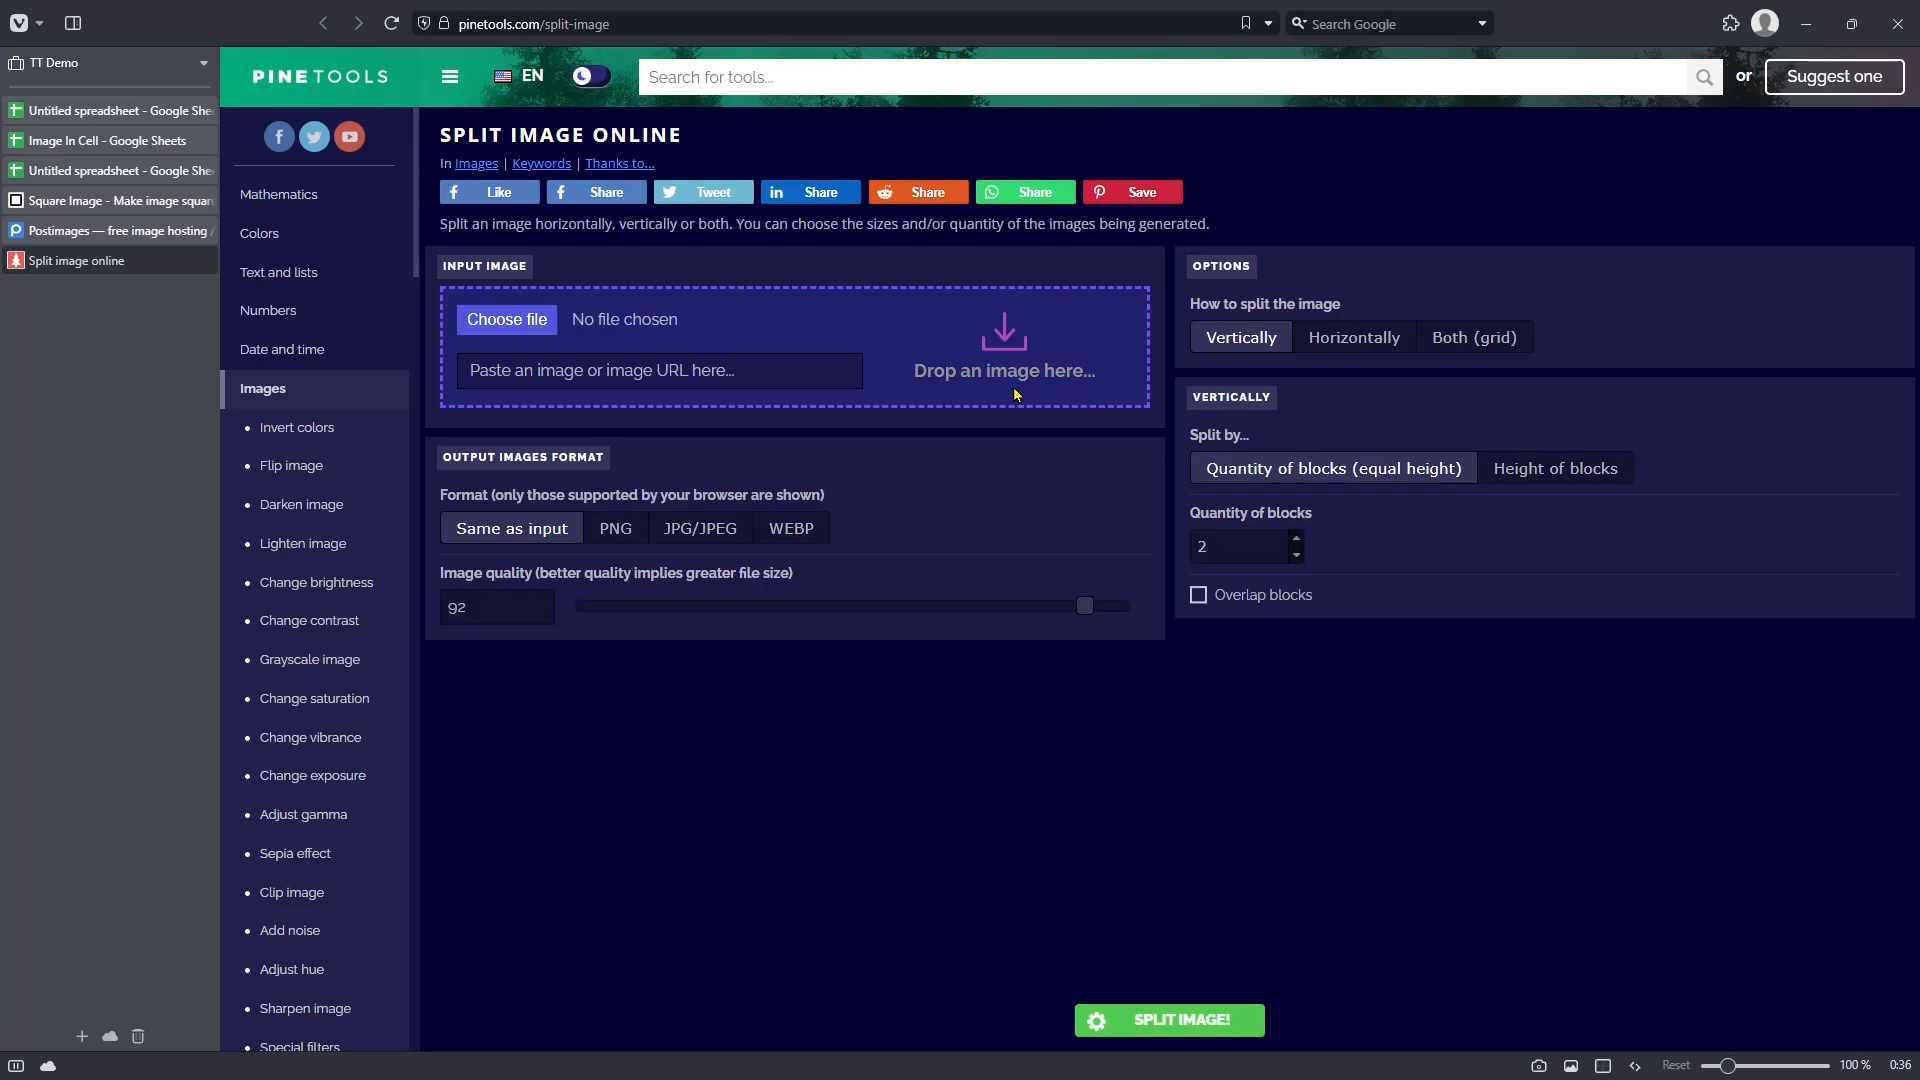 pinetools.com/split-image
Search Google
TT Demo
Untitled spreadsheet - Google She
Image In Cell - Google Sheets
Untitled spreadsheet - Google She
Square Image - Make image squar
Postimages — free image hosting /
Split image online
PINETOOLS
EN
Search for tools...
or
Suggest one
Mathematics
Colors
Text and lists
Numbers
Date and time
Images
Invert colors
Flip image
Darken image
Lighten image
Change brightness
Change contrast
Grayscale image
Change saturation
Change vibrance
Change exposure
Adjust gamma
Sepia effect
Clip image
Add noise
Adjust hue
Sharpen image
Special filters
SPLIT IMAGE ONLINE
In Images | Keywords | Thanks to...
Like
Share
Tweet
Share
Share
Share
Save
Split an image horizontally, vertically or both. You can choose the sizes and/or quantity of the images being generated.
INPUT IMAGE
Choose file No file chosen
Paste an image or image URL here...
Drop an image here...
OUTPUT IMAGES FORMAT
Format (only those supported by your browser are shown)
Same as input PNG JPG/JPEG WEBP
Image quality (better quality implies greater file size)
92
OPTIONS
How to split the image
Vertically Horizontally Both (grid)
VERTICALLY
Split by...
Quantity of blocks (equal height) Height of blocks
Quantity of blocks
2
Overlap blocks
SPLIT IMAGE!
Reset
100 %
0:36